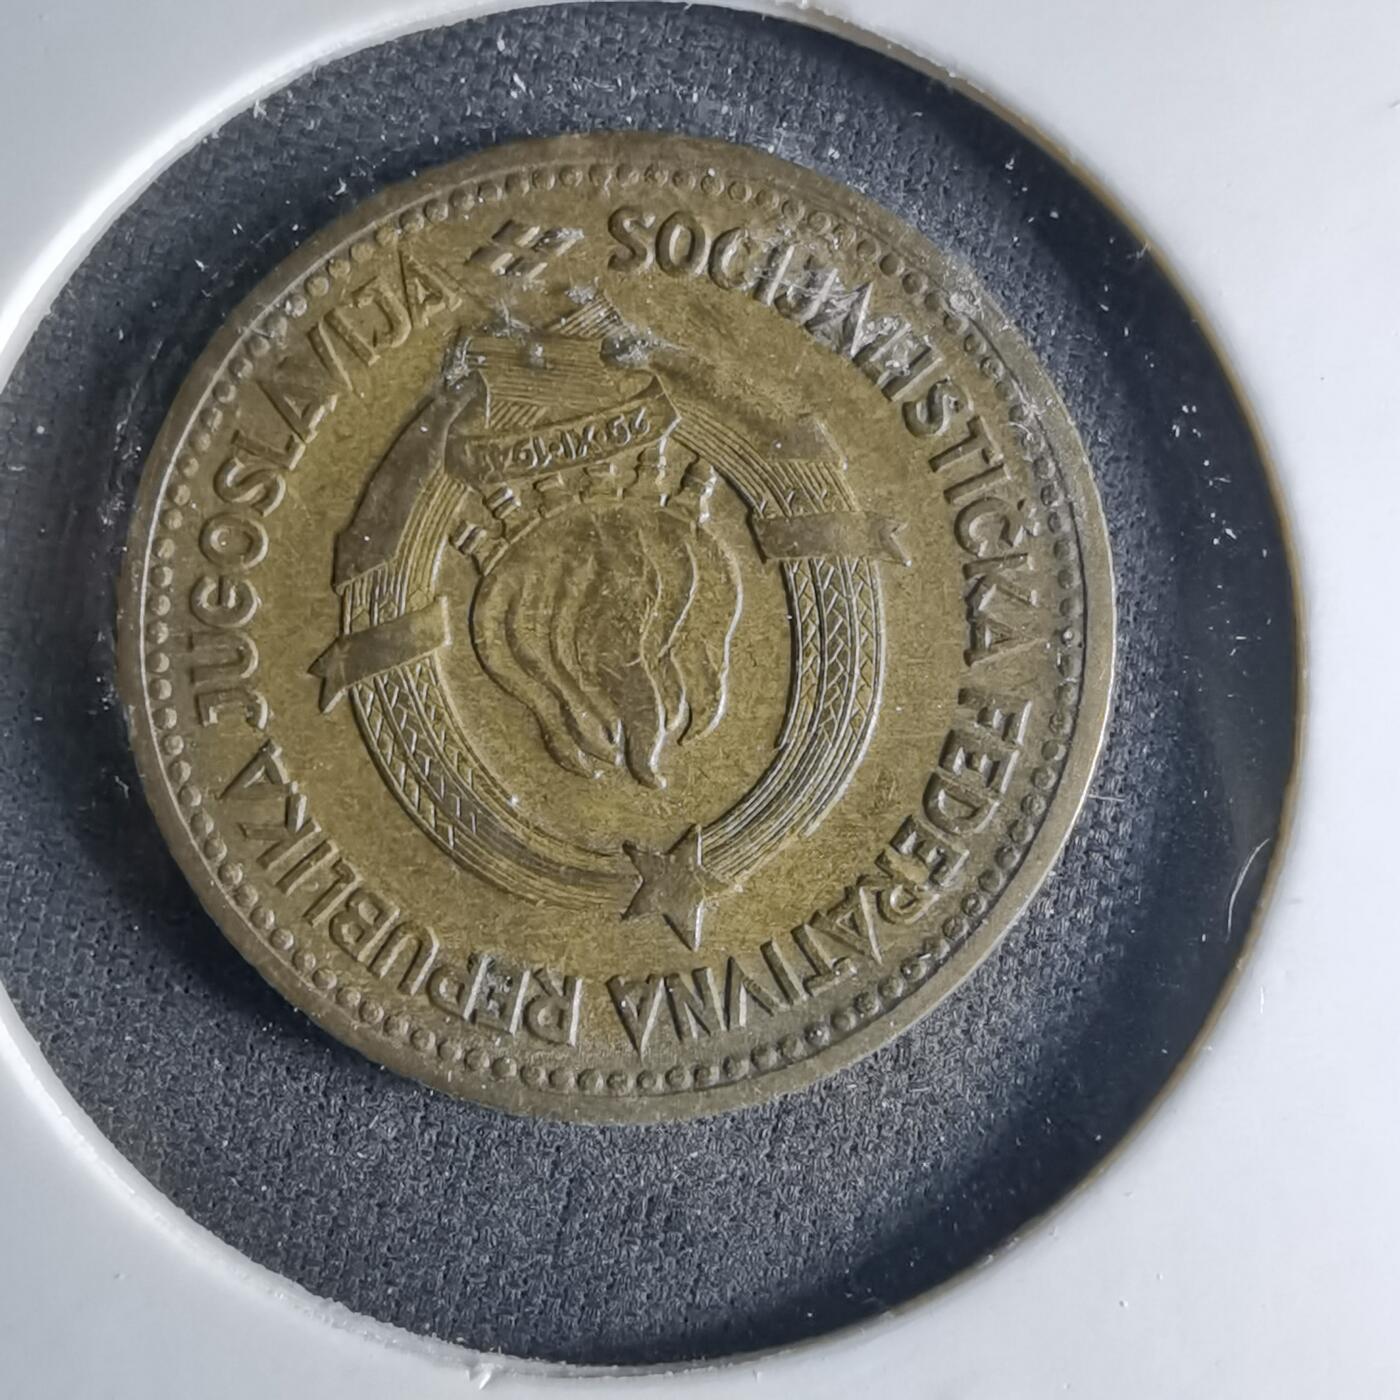 SOCIJALISTIČKA FEDERATIVNA REPUBLIKA JUGOSLAVIJA
29·XI·1943